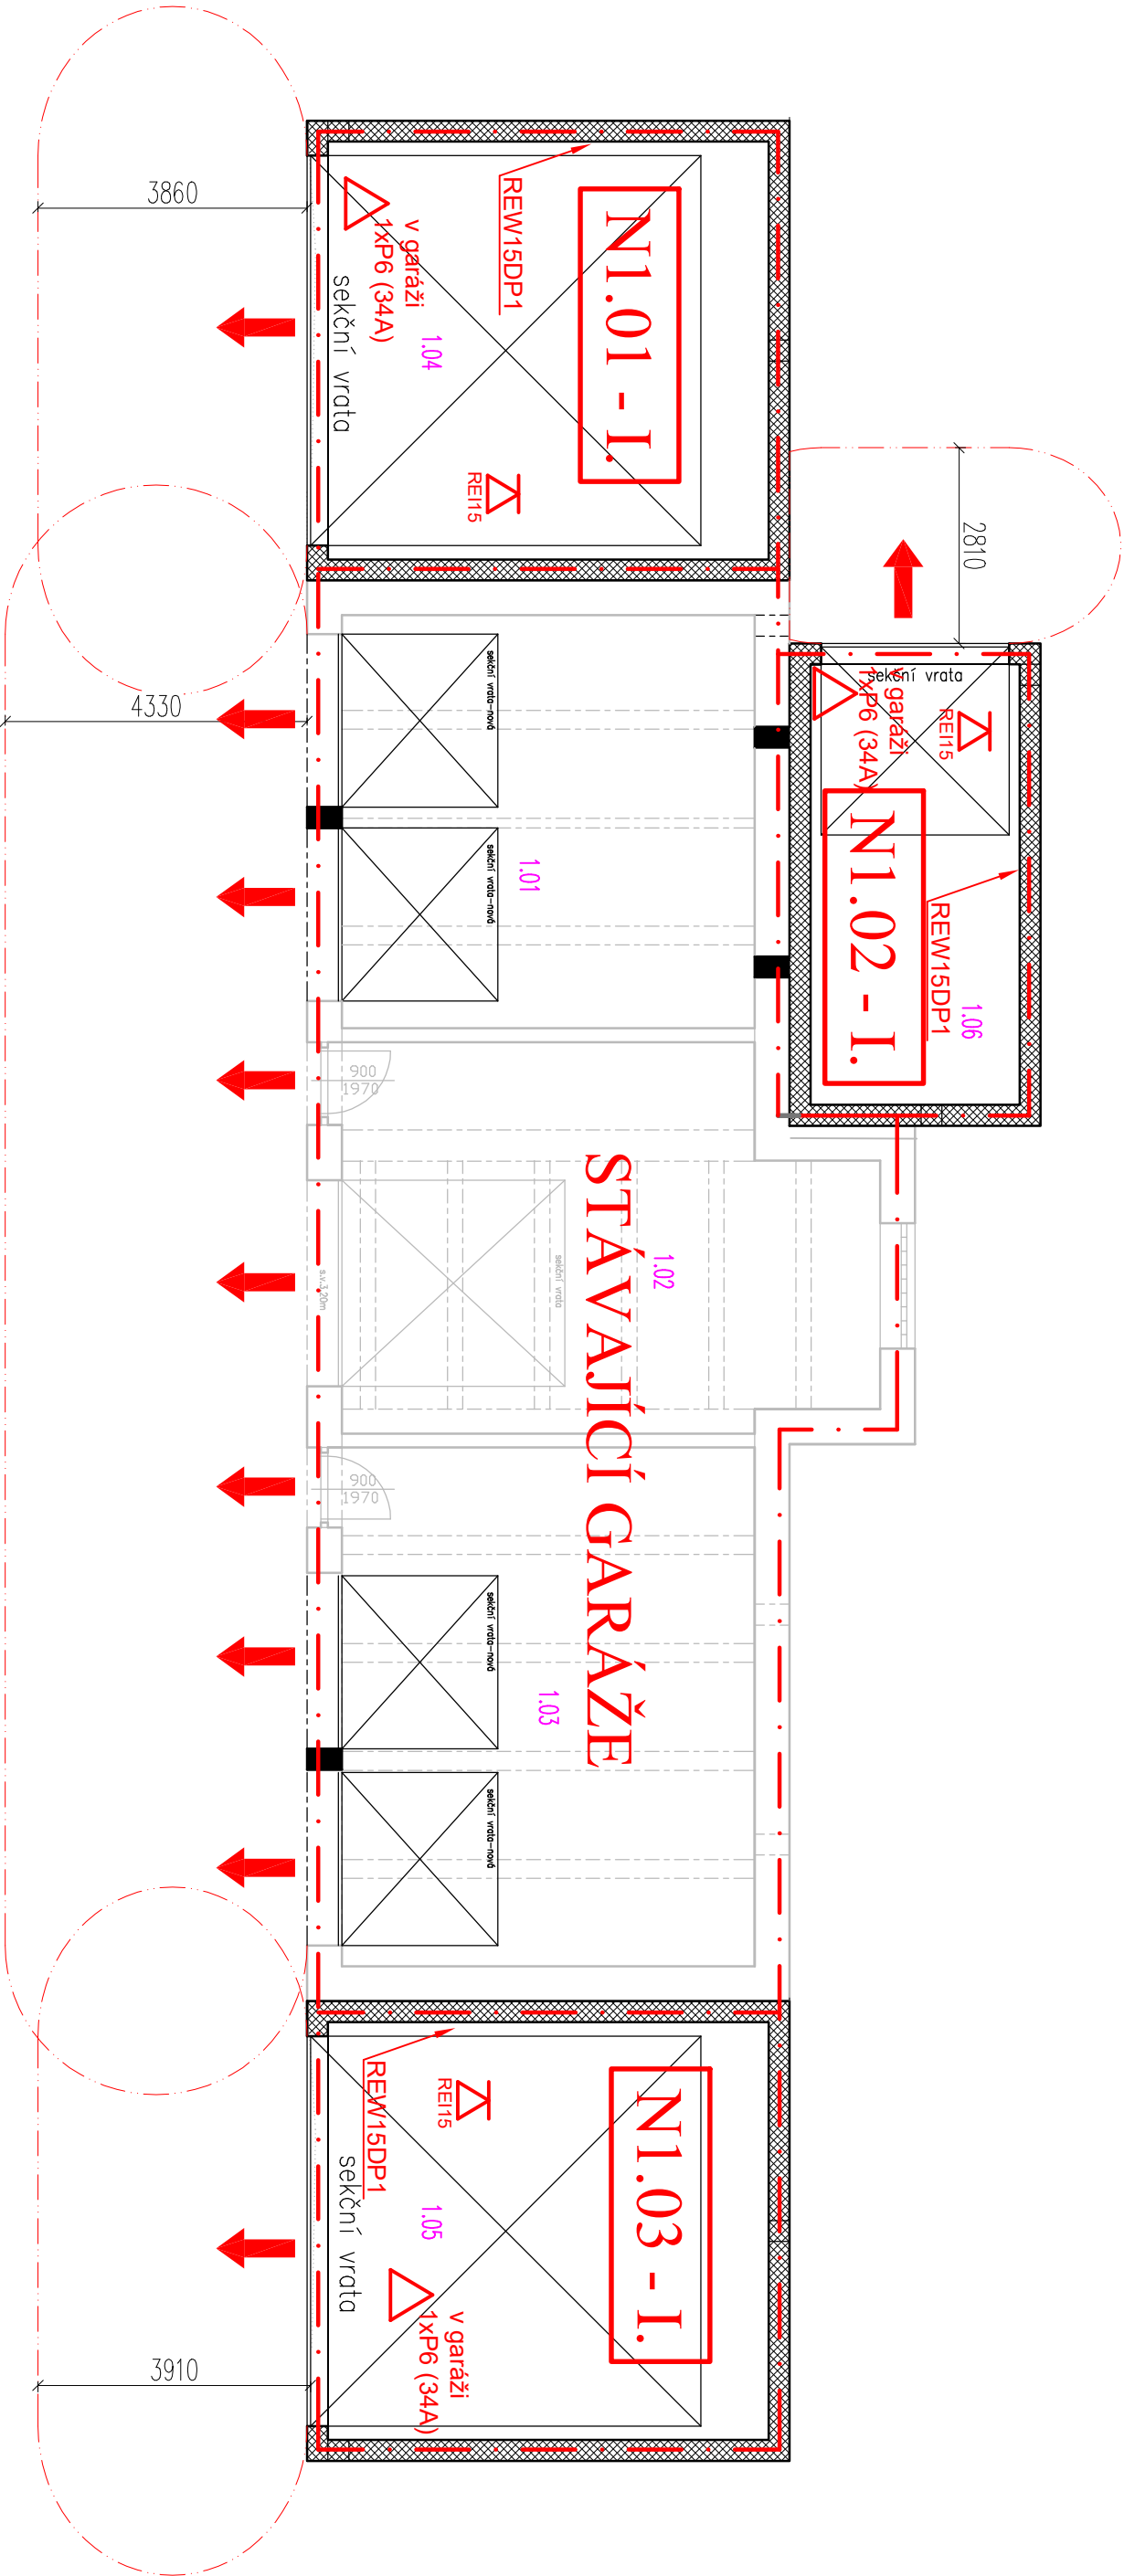 3860
REW15DP1
N1.01 - I.
v garáži
1xP6 (34A)
1.04
sekční vrata
REI15
2810
4330
sekční vrata-nová
sekční vrata-nová
1.01
sekční vrata
v garáži
1xP6 (34A)
REI15
N1.02 - I.
REW15DP1
1.06
900
1970
STÁVAJÍCÍ GARÁŽE
1.02
sekční vrata
s.v.3,20m
900
1970
sekční vrata-nová
1.03
sekční vrata-nová
REW15DP1
REI15
N1.03 - I.
sekční vrata
1.05
v garáži
1xP6 (34A)
3910